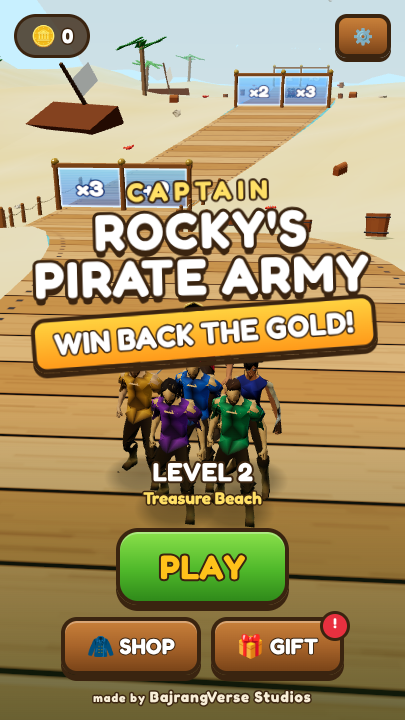 0
x2 x3
x3
CAPTAIN
ROCKY'S
PIRATE ARMY
WIN BACK THE GOLD!
LEVEL 2
Treasure Beach
PLAY
SHOP
GIFT
!
made by BajrangVerse Studios